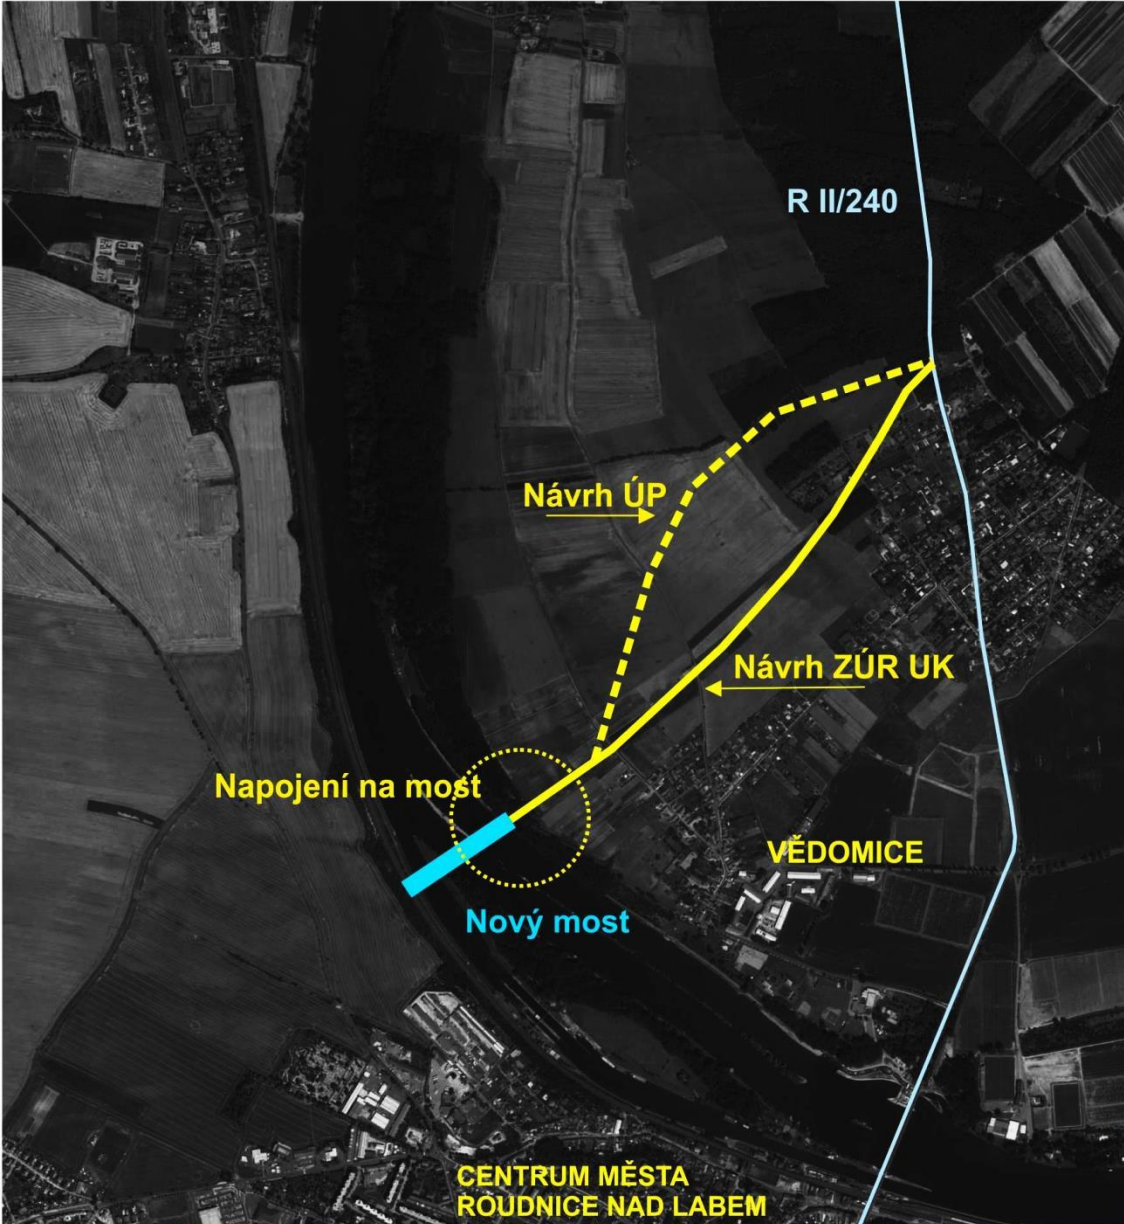 R II/240
Návrh ÚP
Návrh ZÚR UK
Napojení na most
VĚDOMICE
Nový most
CENTRUM MĚSTA
ROUDNICE NAD LABEM